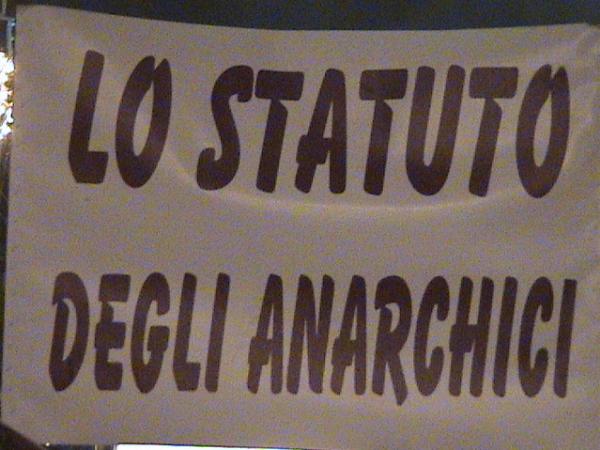 LO STATUTO
DEGLI ANARCHICI